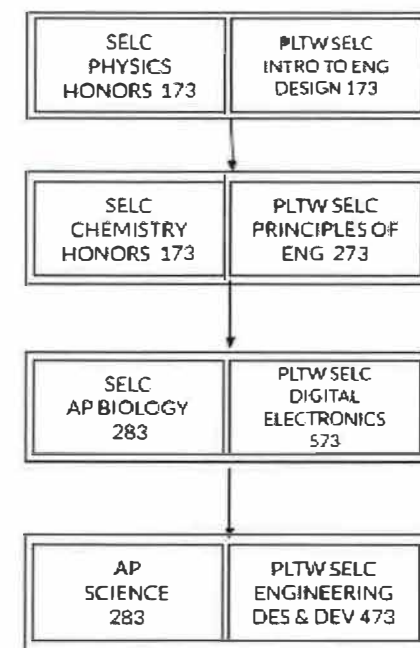 SELC
PHYSICS
HONORS 173
PLTW SELC
INTRO TO ENG
DESIGN 173
SELC
CHEMISTRY
HONORS 173
PLTW SELC
PRINCIPLES OF
ENG 273
SELC
AP BIOLOGY
283
PLTW SELC
DIGITAL
ELECTRONICS
573
AP
SCIENCE
283
PLTW SELC
ENGINEERING
DES & DEV 473